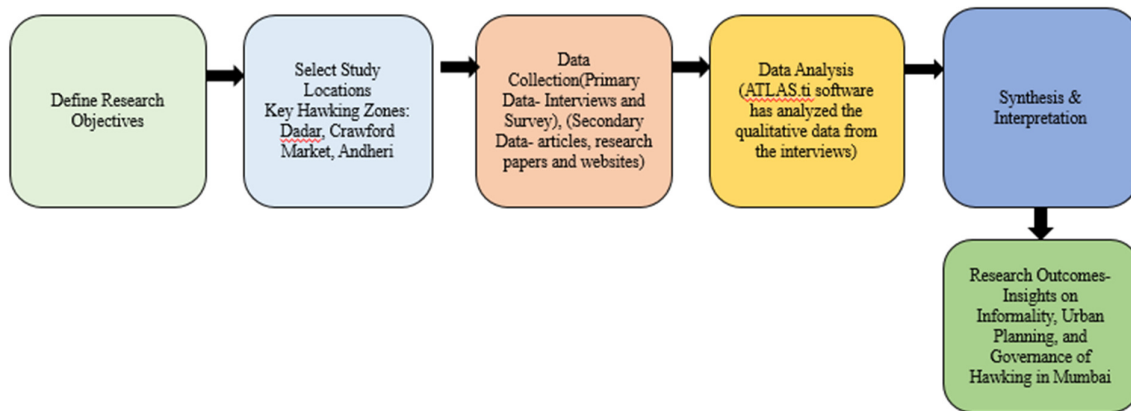 Define Research
Objectives
Select Study
Locations
Key Hawking Zones:
Dadar, Crawford
Market, Andheri
Data
Collection(Primary
Data- Interviews and
Survey), (Secondary
Data- articles, research
papers and websites)
Data Analysis
(ATLAS.ti software
has analyzed the
qualitative data from
the interviews)
Synthesis &
Interpretation
Research Outcomes-
Insights on
Informality, Urban
Planning, and
Governance of
Hawking in Mumbai